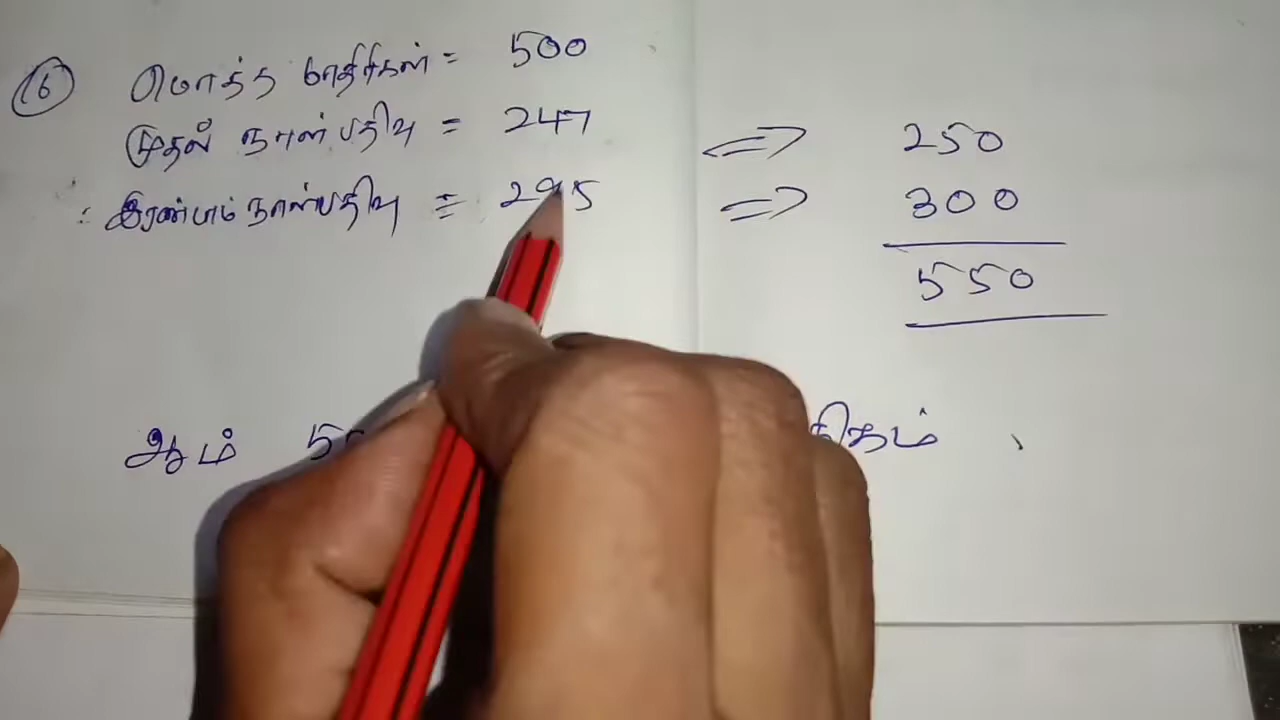 6 மொத்த மாதிரிகள் = 500
முதல் நாள் பதிவு = 247 => 250
இரண்டாம் நாள் பதிவு = 295 => 300
550
ஆம்